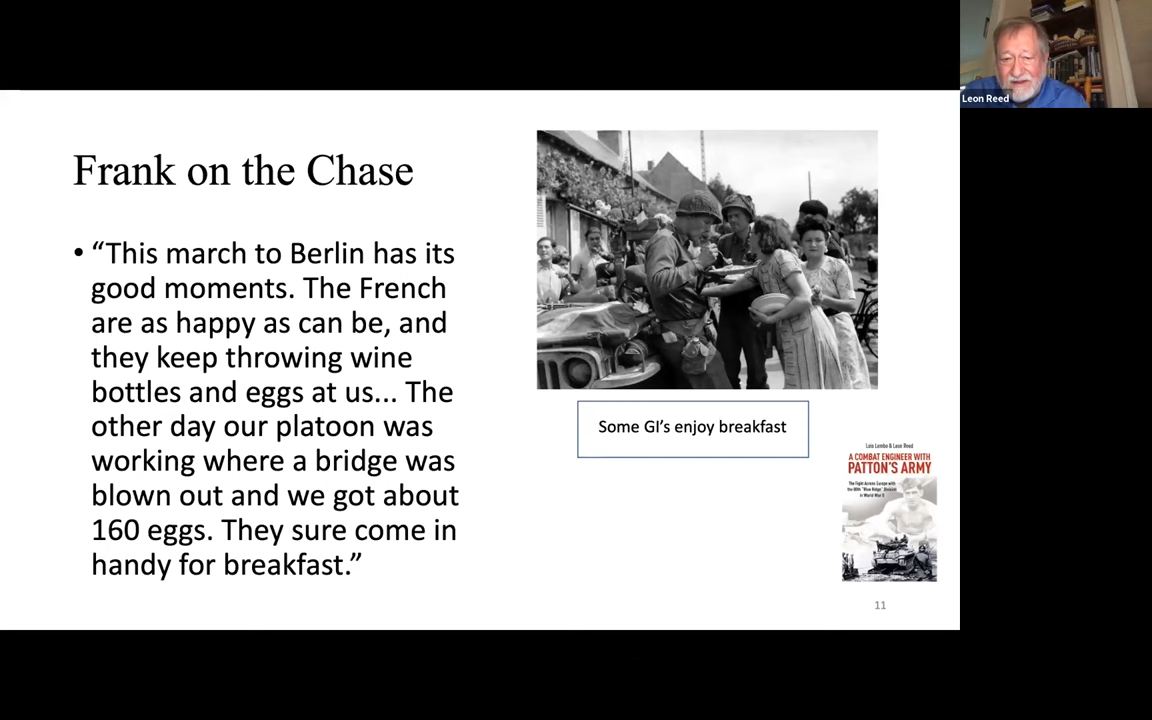 Leon Reed
Frank on the Chase
• “This march to Berlin has its
good moments. The French
are as happy as can be, and
they keep throwing wine
bottles and eggs at us... The
other day our platoon was
working where a bridge was
blown out and we got about
160 eggs. They sure come in
handy for breakfast.”
Some GI’s enjoy breakfast
Luis Lembo & Leon Reed
A COMBAT ENGINEER WITH
PATTON'S ARMY
The Fight Across Europe with
the 80th "Blue Ridge" Division
in World War II
11